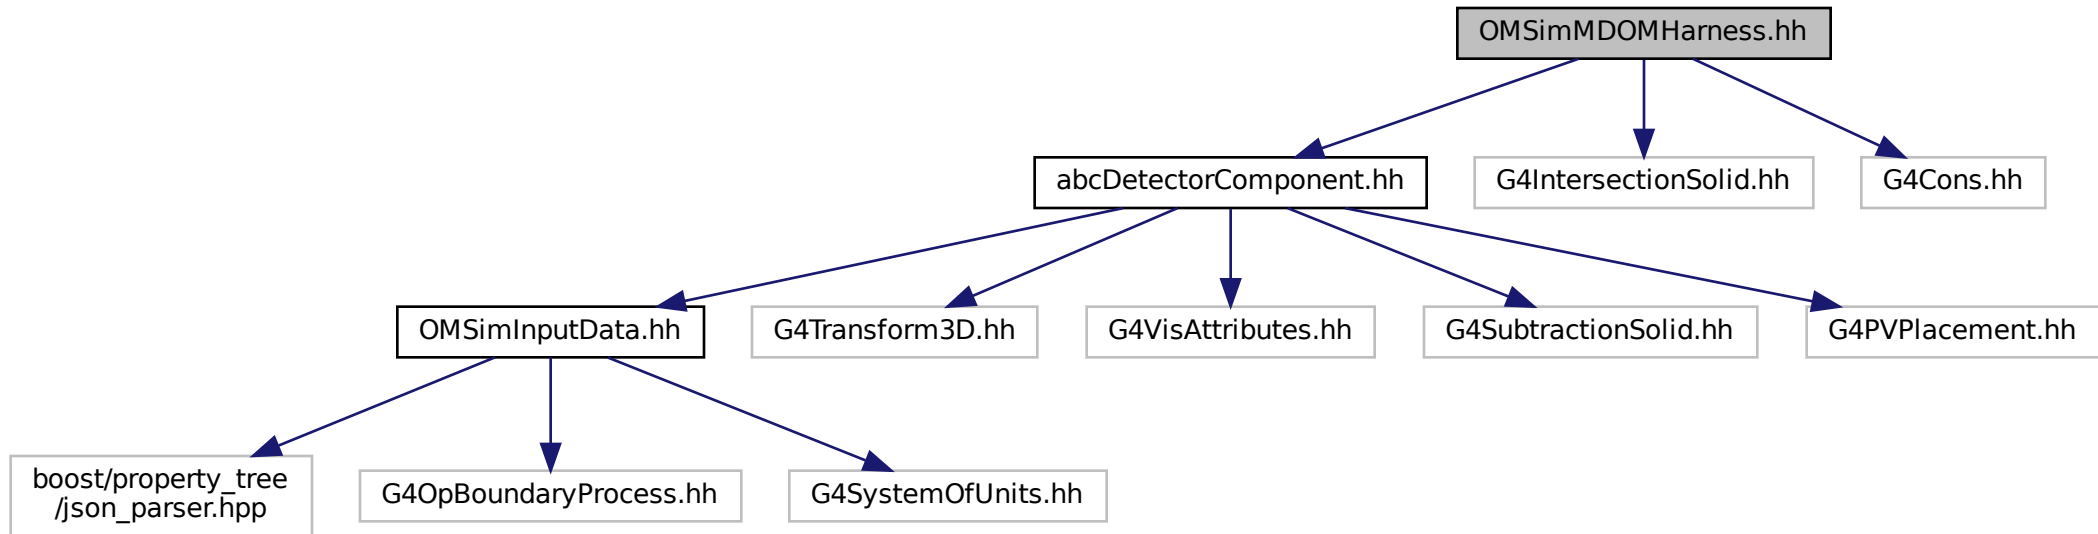 OMSimMDOMHarness.hh
abcDetectorComponent.hh
G4IntersectionSolid.hh
G4Cons.hh
OMSimInputData.hh
G4Transform3D.hh
G4VisAttributes.hh
G4SubtractionSolid.hh
G4PVPlacement.hh
boost/property_tree
/json_parser.hpp
G4OpBoundaryProcess.hh
G4SystemOfUnits.hh